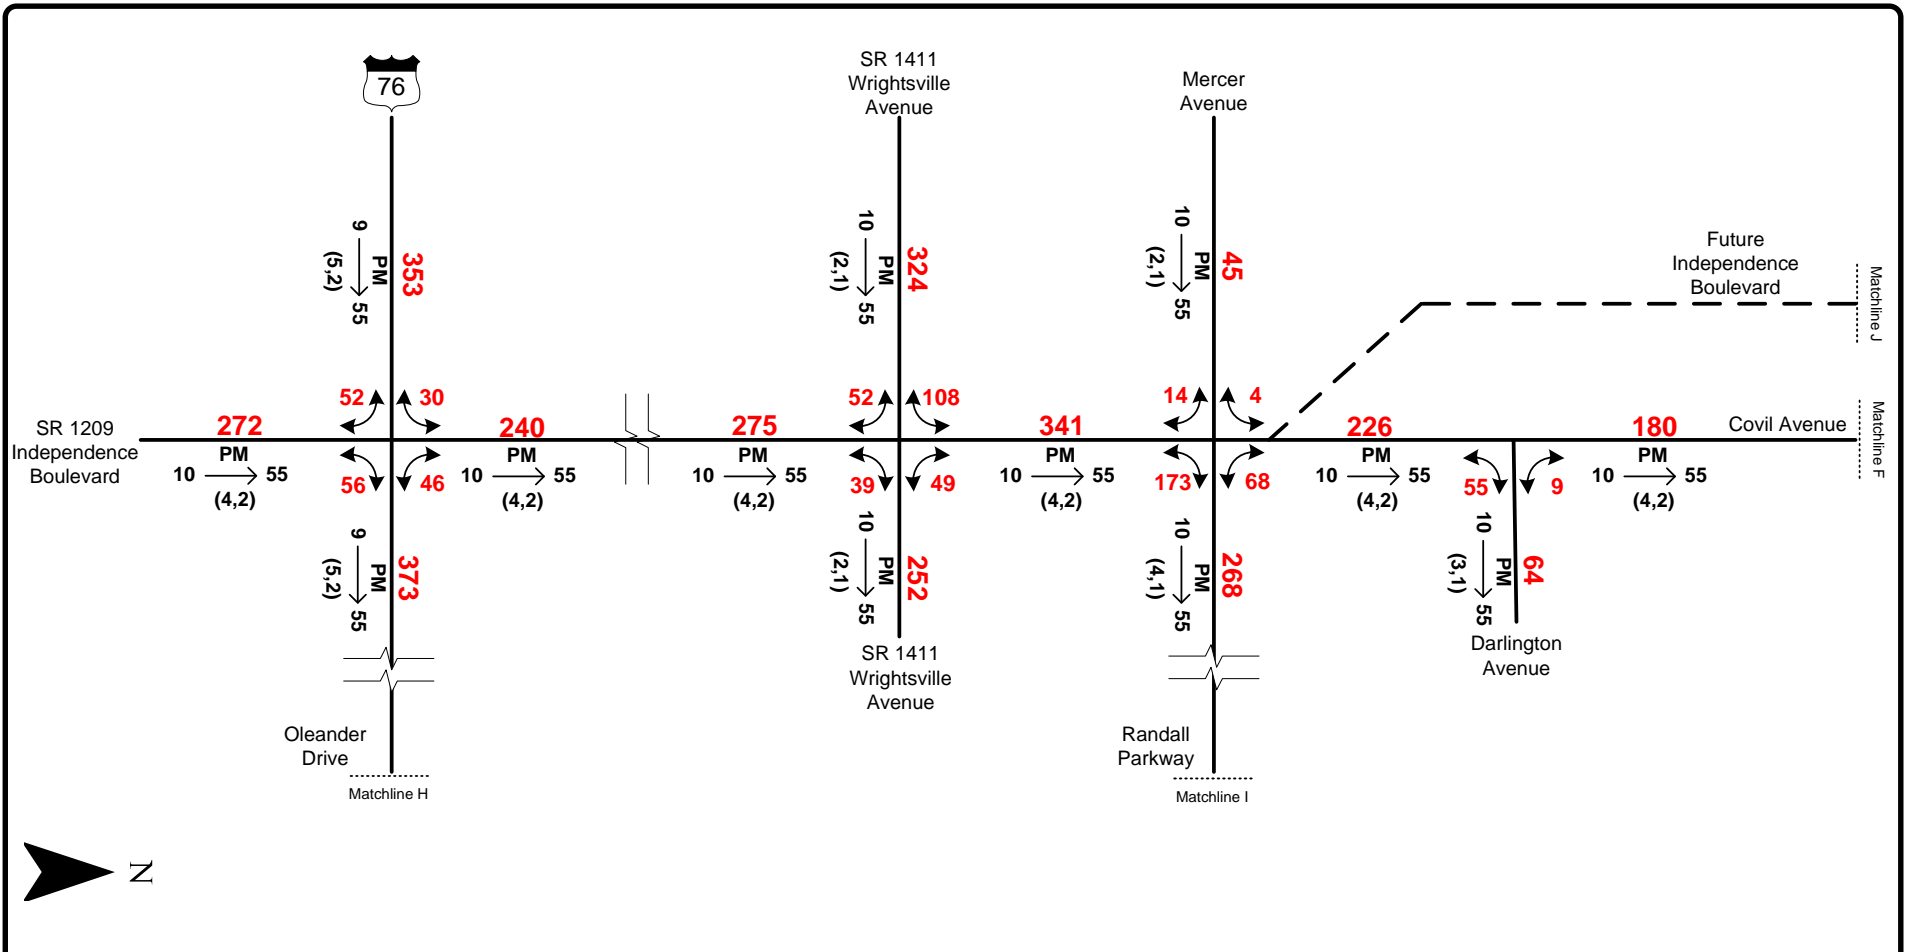 76
SR 1411
Wrightsville
Avenue
Mercer
Avenue
Future
Independence
Boulevard
Matchline J
9 → 55
PM
(5,2)
353
10 → 55
PM
(2,1)
324
10 → 55
PM
(2,1)
45
SR 1209
Independence
Boulevard
272
PM
10 → 55
(4,2)
52
30
56
46
240
PM
10 → 55
(4,2)
275
PM
10 → 55
(4,2)
52
108
39
49
341
PM
10 → 55
(4,2)
14
4
173
68
226
PM
10 → 55
(4,2)
55
9
180
PM
10 → 55
(4,2)
Covil Avenue
Matchline F
9 → 55
PM
(5,2)
373
10 → 55
PM
(2,1)
252
10 → 55
PM
(4,1)
268
10 → 55
PM
(3,1)
64
SR 1411
Wrightsville
Avenue
Darlington
Avenue
Oleander
Drive
Randall
Parkway
Matchline H
Matchline I
N